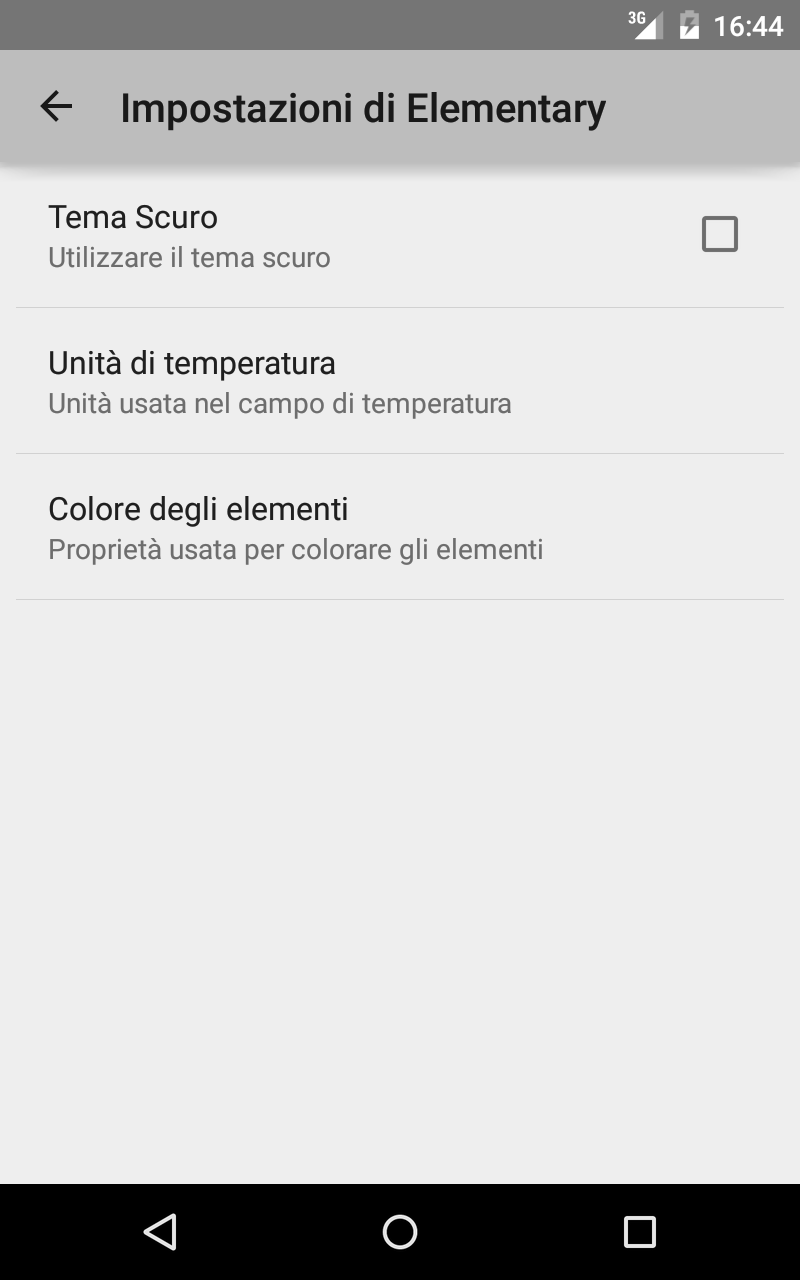 3G 16:44
Impostazioni di Elementary
Tema Scuro
Utilizzare il tema scuro
Unità di temperatura
Unità usata nel campo di temperatura
Colore degli elementi
Proprietà usata per colorare gli elementi